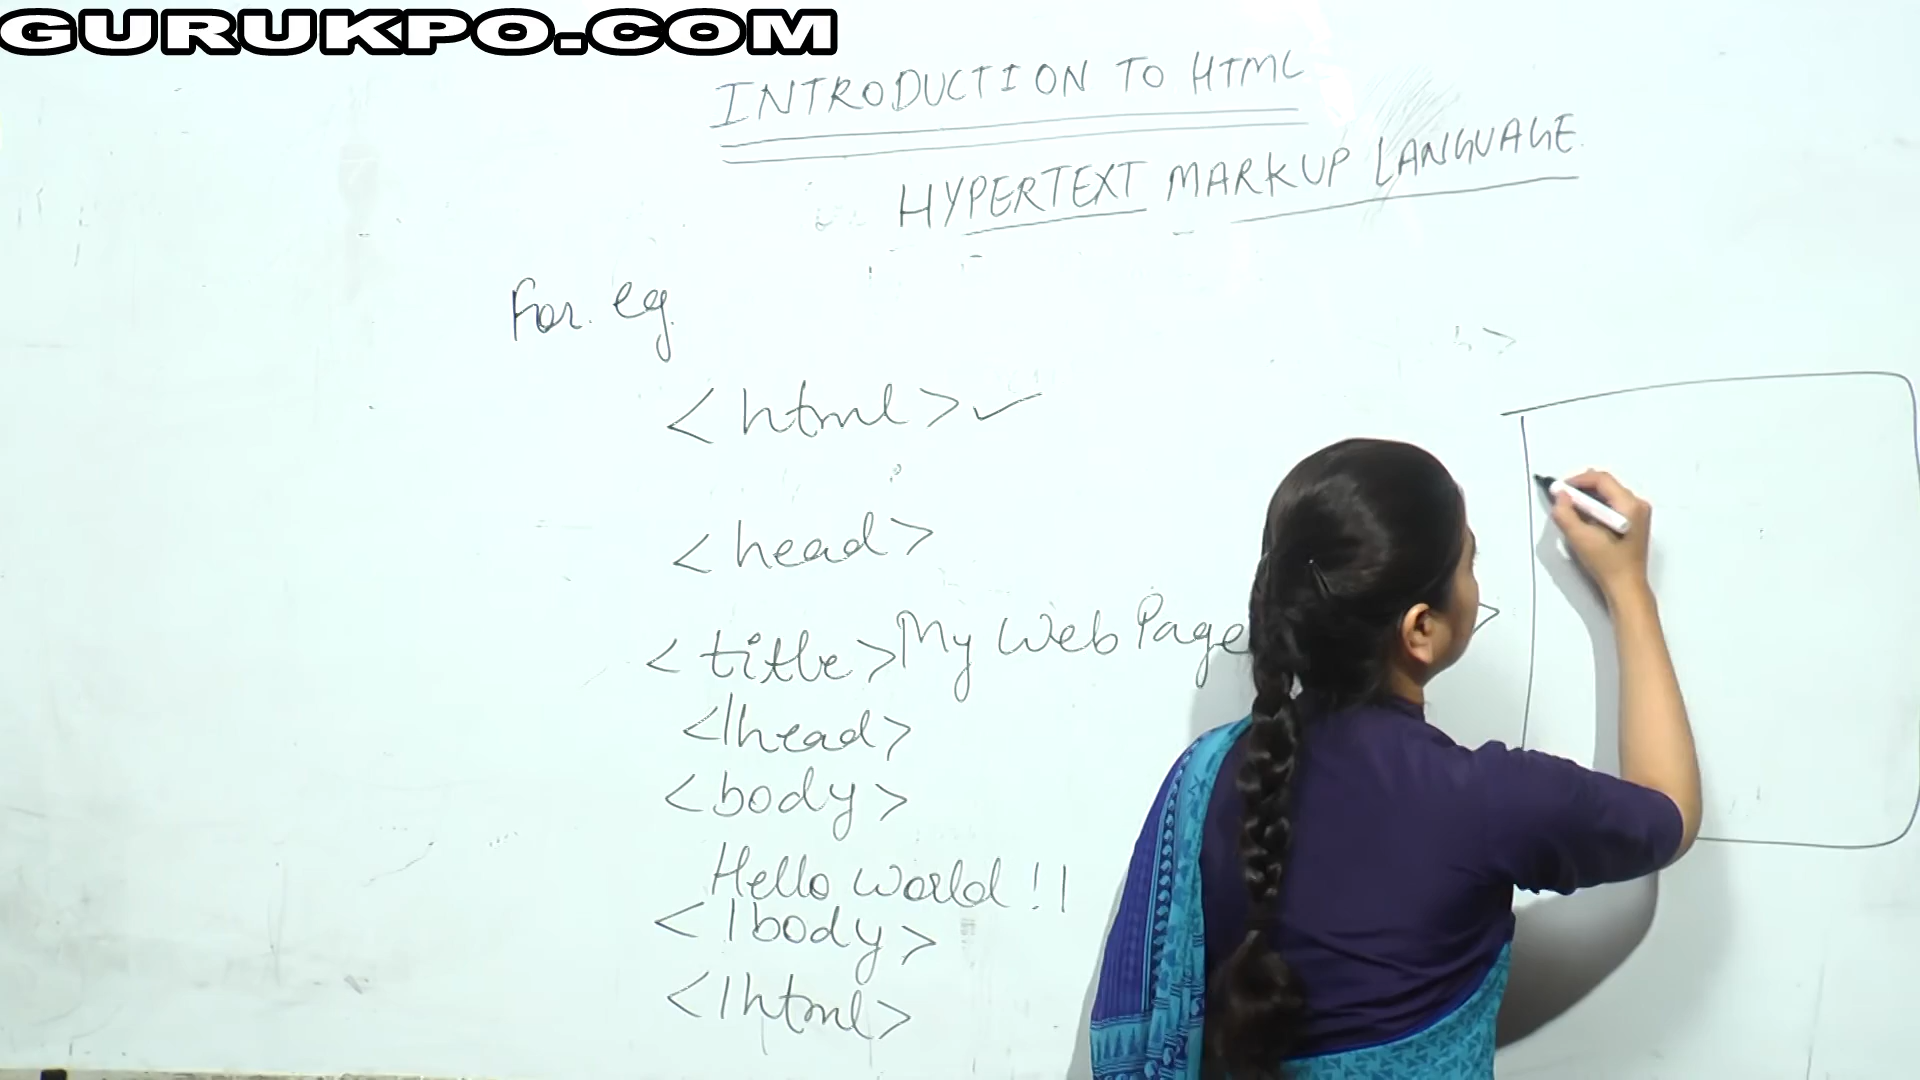 GURUKPO.COM
INTRODUCTION TO HTML
HYPERTEXT MARKUP LANGUAGE.
For. eg.
<html>✓
<head>
<title>My Web Page >
</head>
<body>
Hello World !!
</body>
</html>